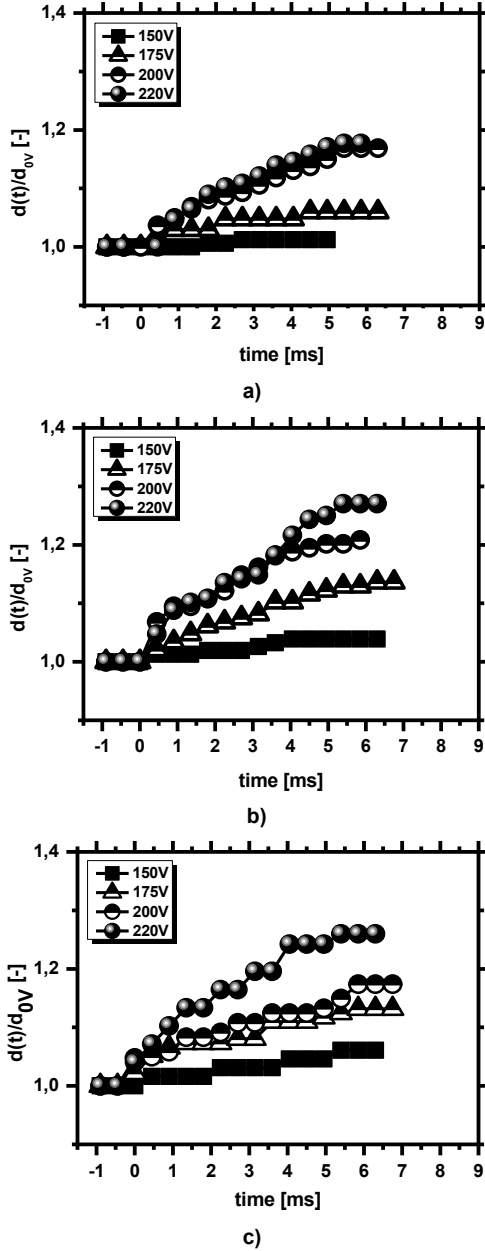 1,4
150V
175V
200V
220V
1,2
1,0
d(t)/d0V [-]
-1 0 1 2 3 4 5 6 7 8 9
time [ms]
a)
1,4
150V
175V
200V
220V
1,2
1,0
d(t)/d0V [-]
-1 0 1 2 3 4 5 6 7 8 9
time [ms]
b)
1,4
150V
175V
200V
220V
1,2
1,0
d(t)/d0V [-]
-1 0 1 2 3 4 5 6 7 8 9
time [ms]
c)